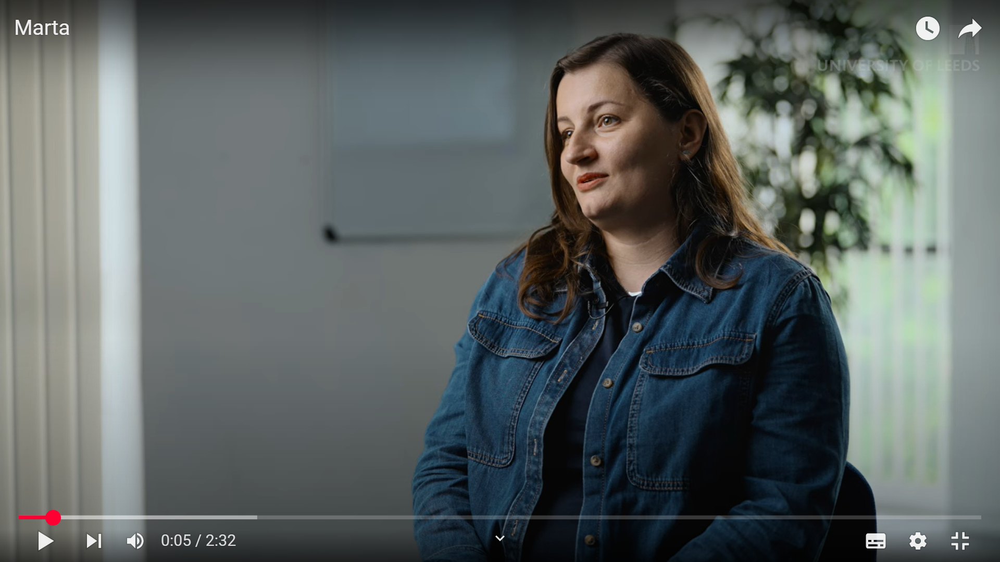 Marta
UNIVERSITY OF LEEDS
0:05 / 2:32